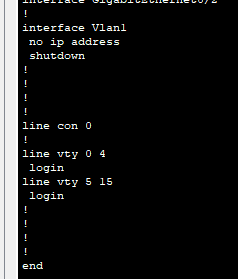 interface GigabitEthernet0/2
!
interface Vlan1
no ip address
shutdown
!
!
!
!
line con 0
!
line vty 0 4
login
line vty 5 15
login
!
!
!
!
end